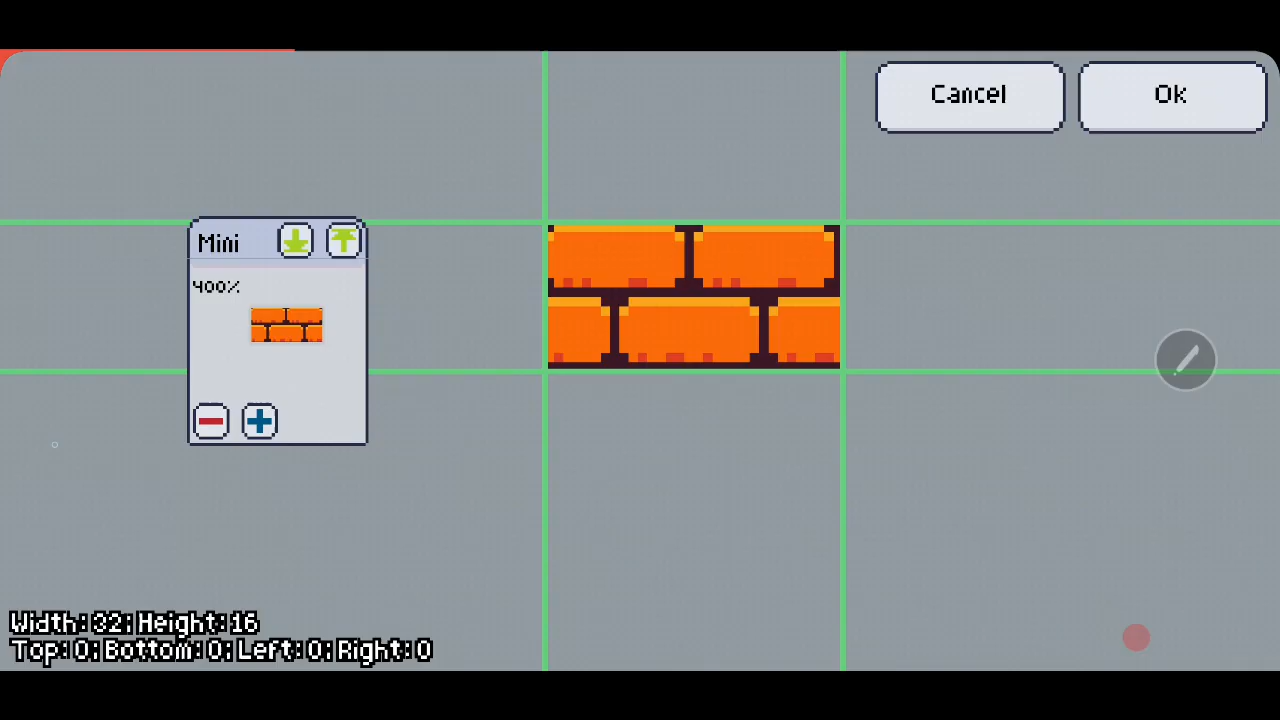 Cancel
Ok
Mini
400%
Width: 32; Height: 16
Top: 0; Bottom: 0; Left: 0; Right: 0